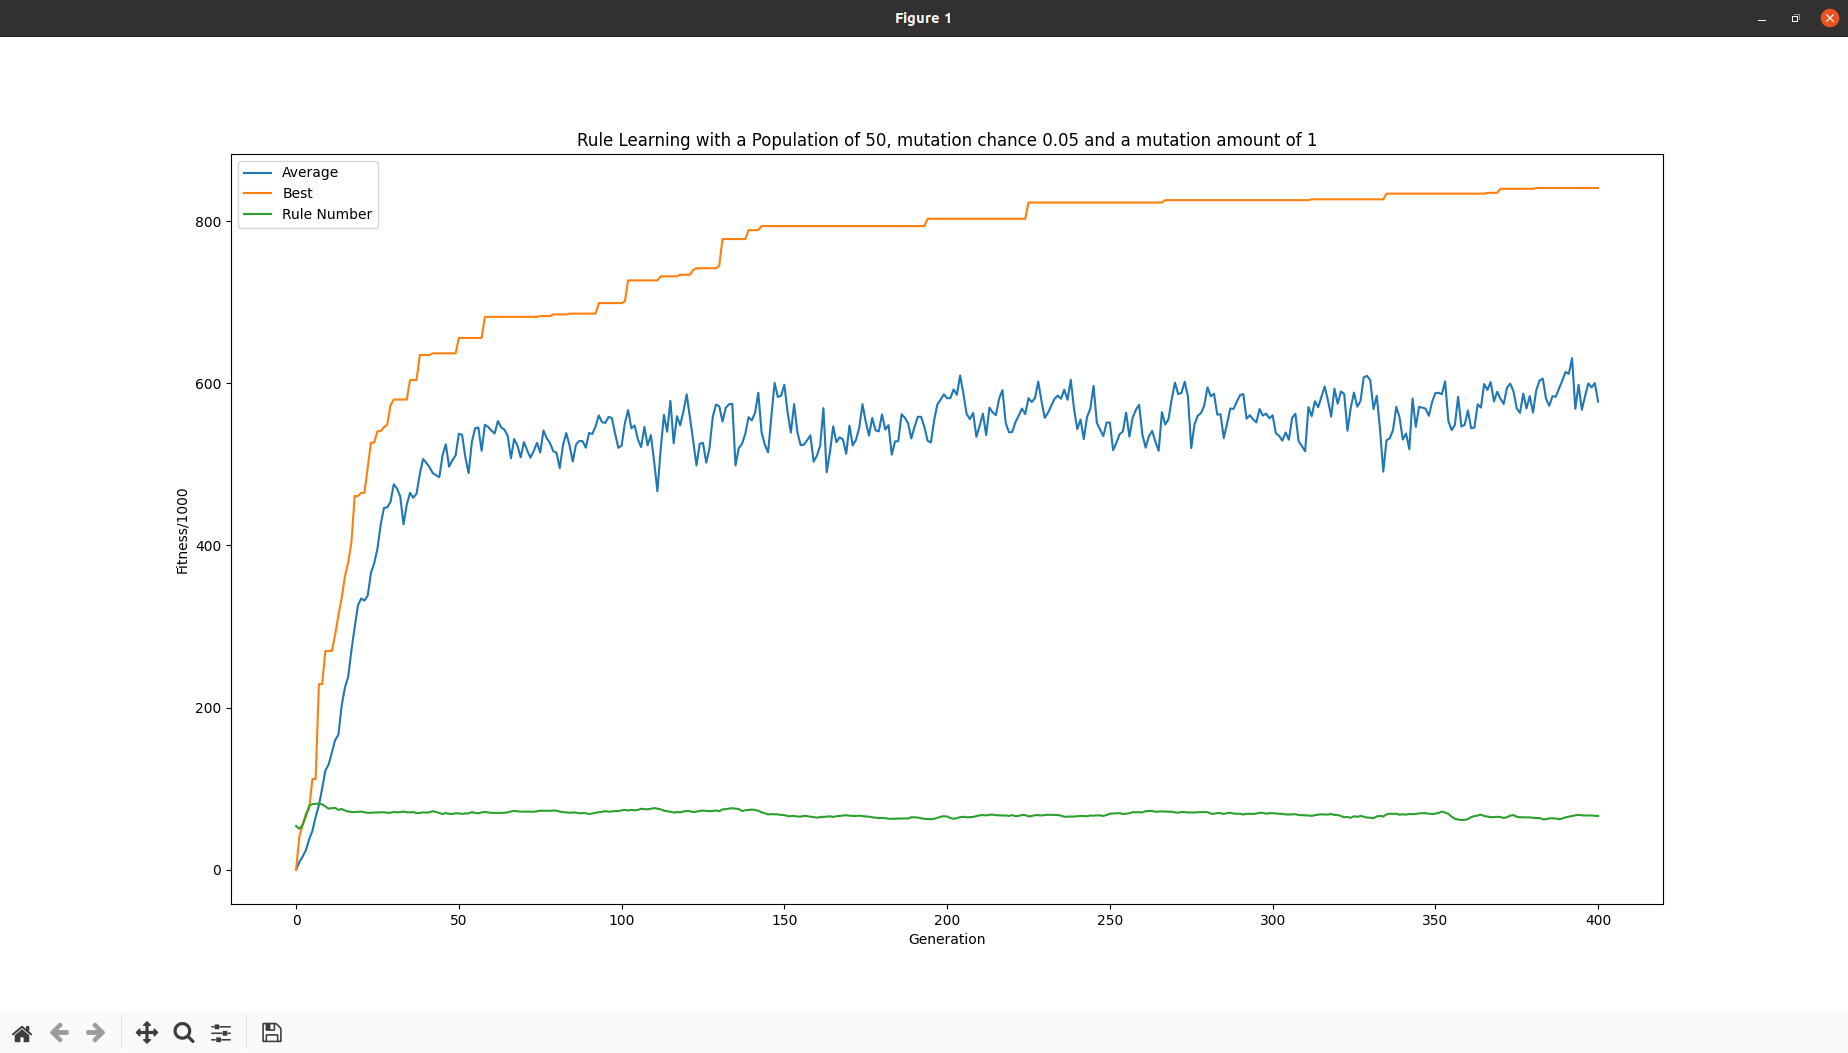 Figure 1
Rule Learning with a Population of 50, mutation chance 0.05 and a mutation amount of 1
Average
Best
Rule Number
Fitness/1000
800
600
400
200
0
0 50 100 150 200 250 300 350 400
Generation